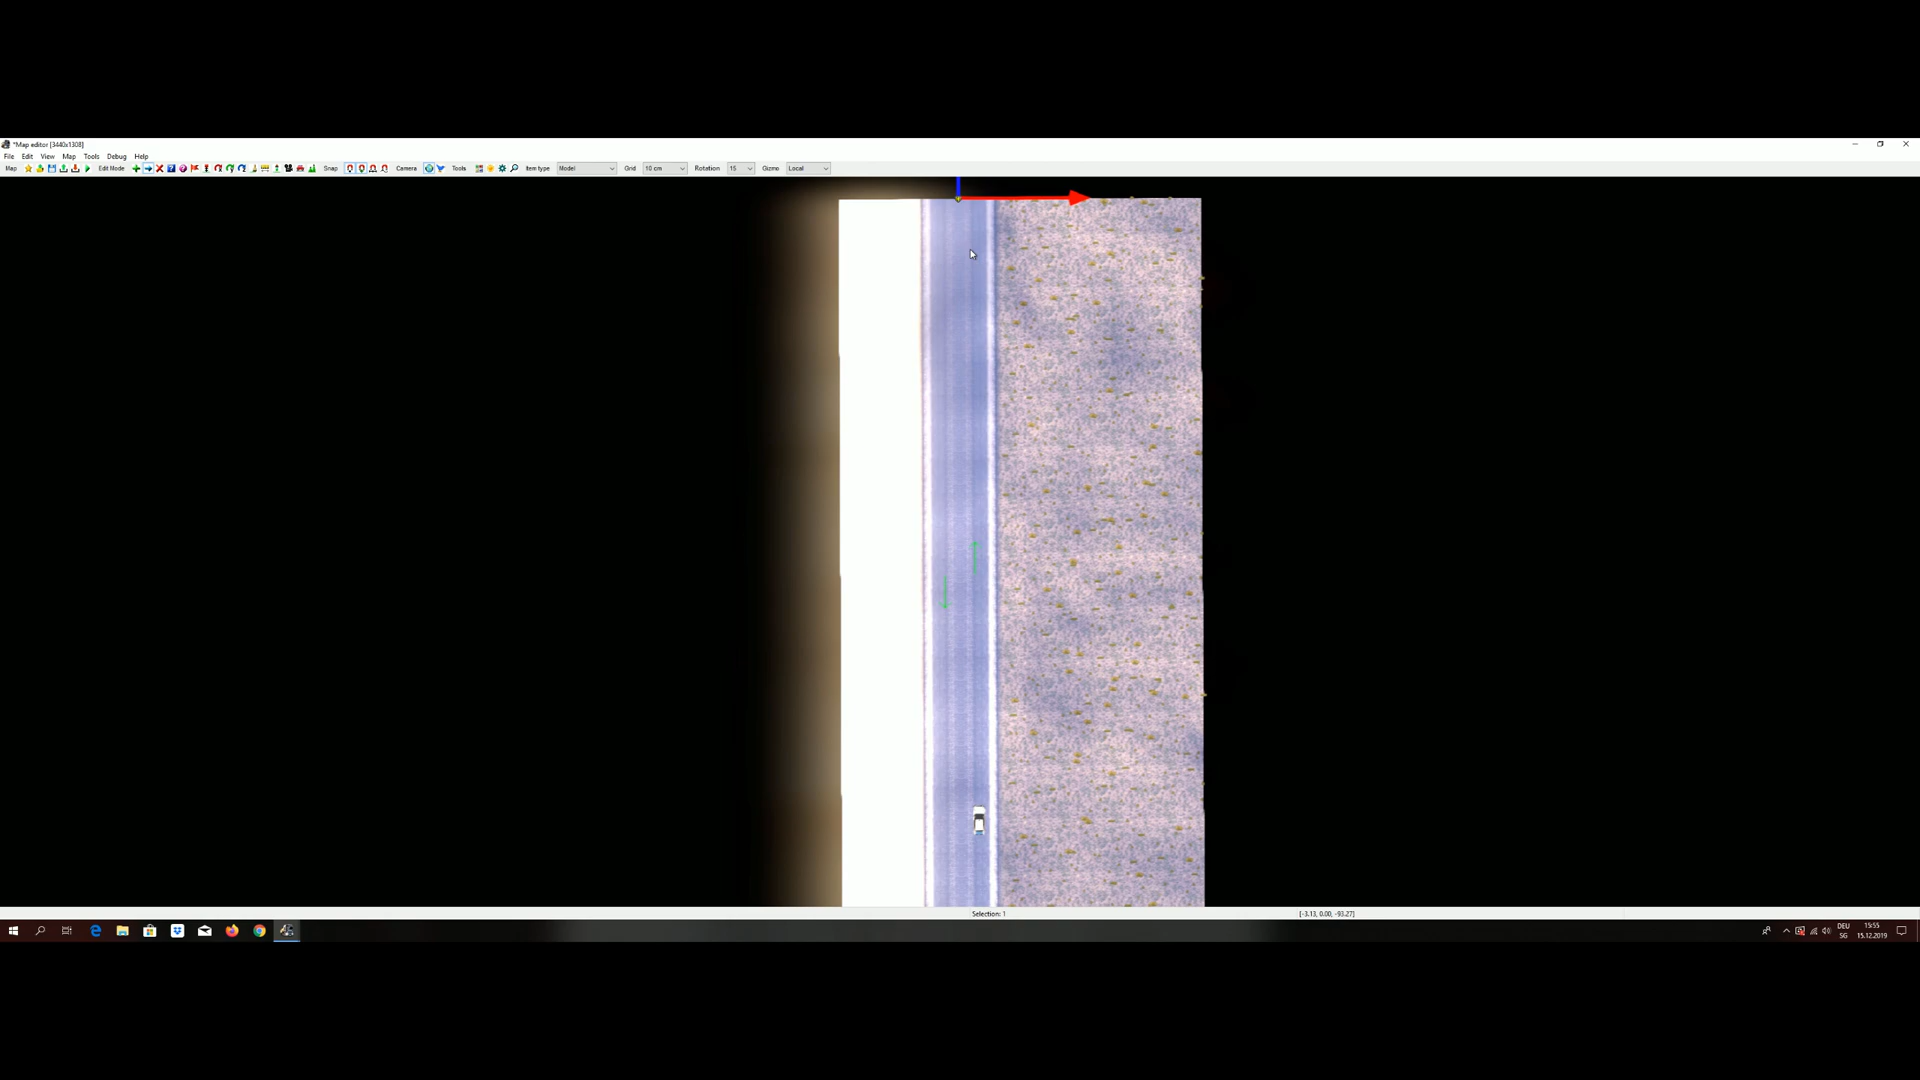 *Map editor [3440x1308]
File Edit View Map Tools Debug Help
Map Edit Mode Snap Camera Tools Item type Model Grid 10 cm Rotation 15 Gizmo Local
Selection: 1 [-3.13, 0.00, -93.27]
DEU 15:55
SG 15.12.2019